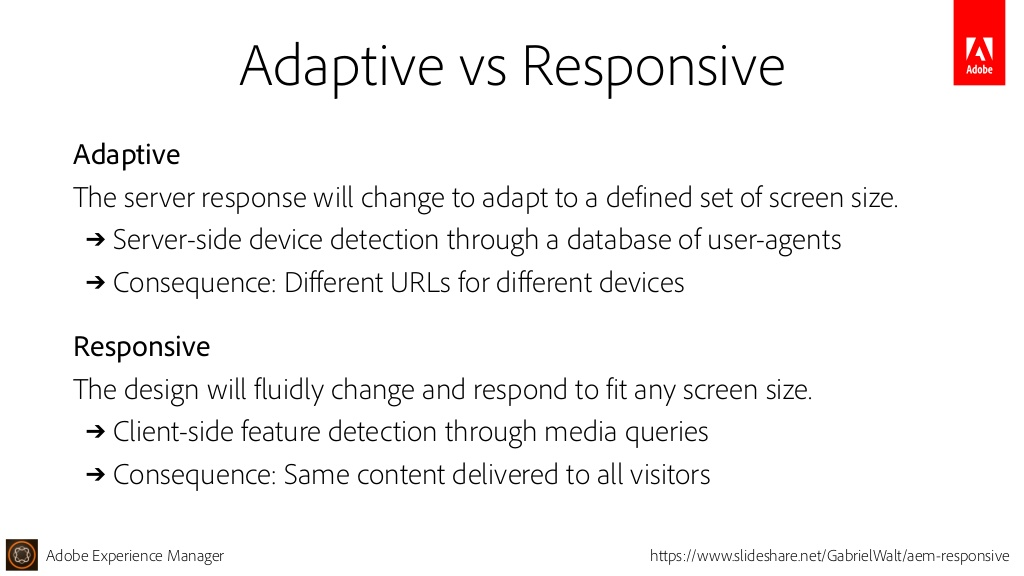 Adaptive vs Responsive
Adobe
Adaptive
The server response will change to adapt to a defined set of screen size.
➔ Server-side device detection through a database of user-agents
➔ Consequence: Different URLs for different devices
Responsive
The design will fluidly change and respond to fit any screen size.
➔ Client-side feature detection through media queries
➔ Consequence: Same content delivered to all visitors
Adobe Experience Manager
https://www.slideshare.net/GabrielWalt/aem-responsive